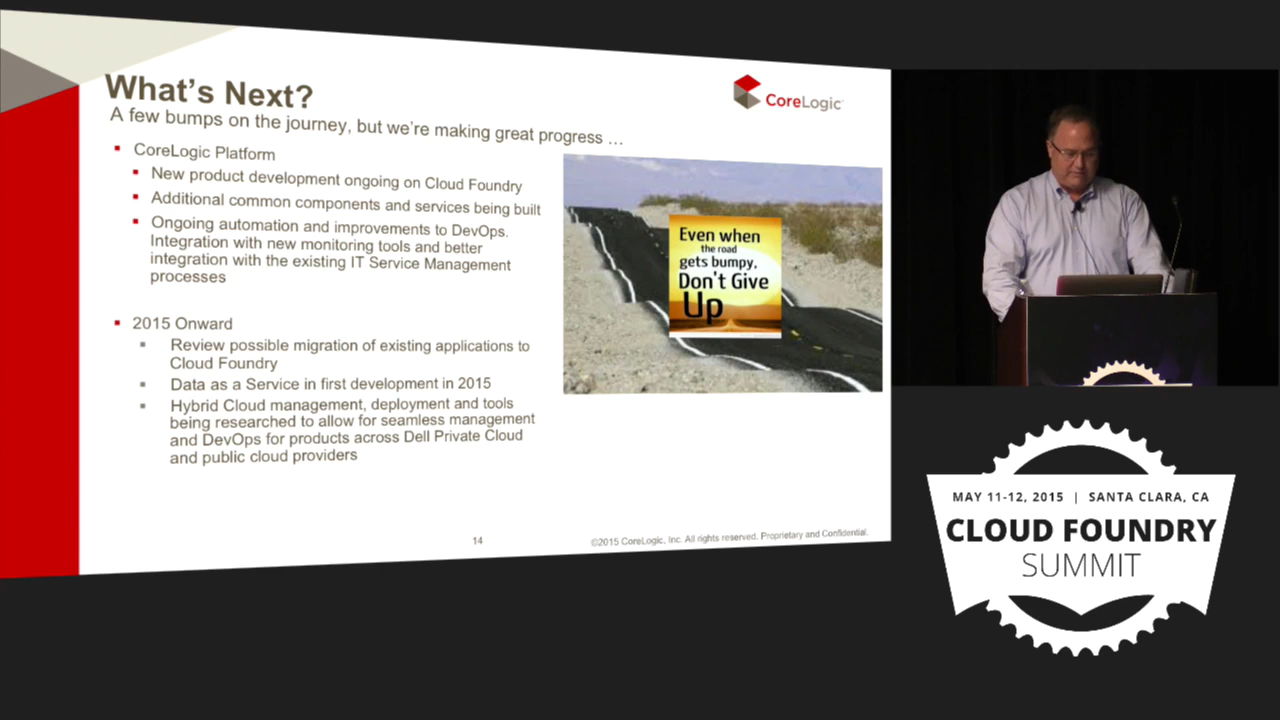 What's Next?
CoreLogic
A few bumps on the journey, but we're making great progress ...
CoreLogic Platform
New product development ongoing on Cloud Foundry
Additional common components and services being built
Ongoing automation and improvements to DevOps.
Integration with new monitoring tools and better
integration with the existing IT Service Management
processes
Even when
the road
gets bumpy,
Don't Give
Up
2015 Onward
Review possible migration of existing applications to
Cloud Foundry
Data as a Service in first development in 2015
Hybrid Cloud management, deployment and tools
being researched to allow for seamless management
and DevOps for products across Dell Private Cloud
and public cloud providers
14
©2015 CoreLogic, Inc. All rights reserved. Proprietary and Confidential.
MAY 11-12, 2015 | SANTA CLARA, CA
CLOUD FOUNDRY
SUMMIT